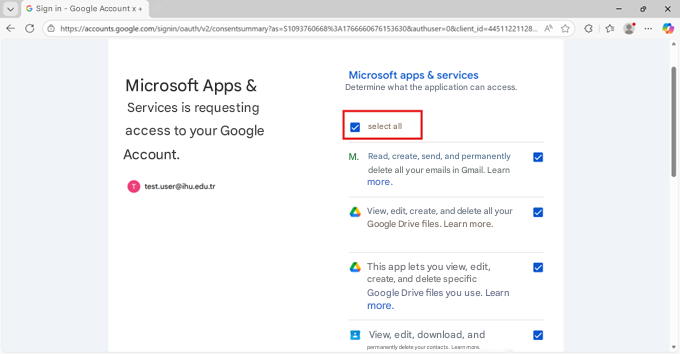 Sign in - Google Account x +
https://accounts.google.com/signin/oauth/v2/consentsummary?as=S1093760668%3A1766660676153630&authuser=0&client_id=44511221128...
Microsoft Apps &
Services is requesting
access to your Google
Account.
T test.user@ihu.edu.tr
Microsoft apps & services
Determine what the application can access.
select all
M. Read, create, send, and permanently
delete all your emails in Gmail. Learn
more.
View, edit, create, and delete all your
Google Drive files. Learn more.
This app lets you view, edit,
create, and delete specific
Google Drive files you use. Learn
more.
View, edit, download, and
permanently delete your contacts. Learn more.